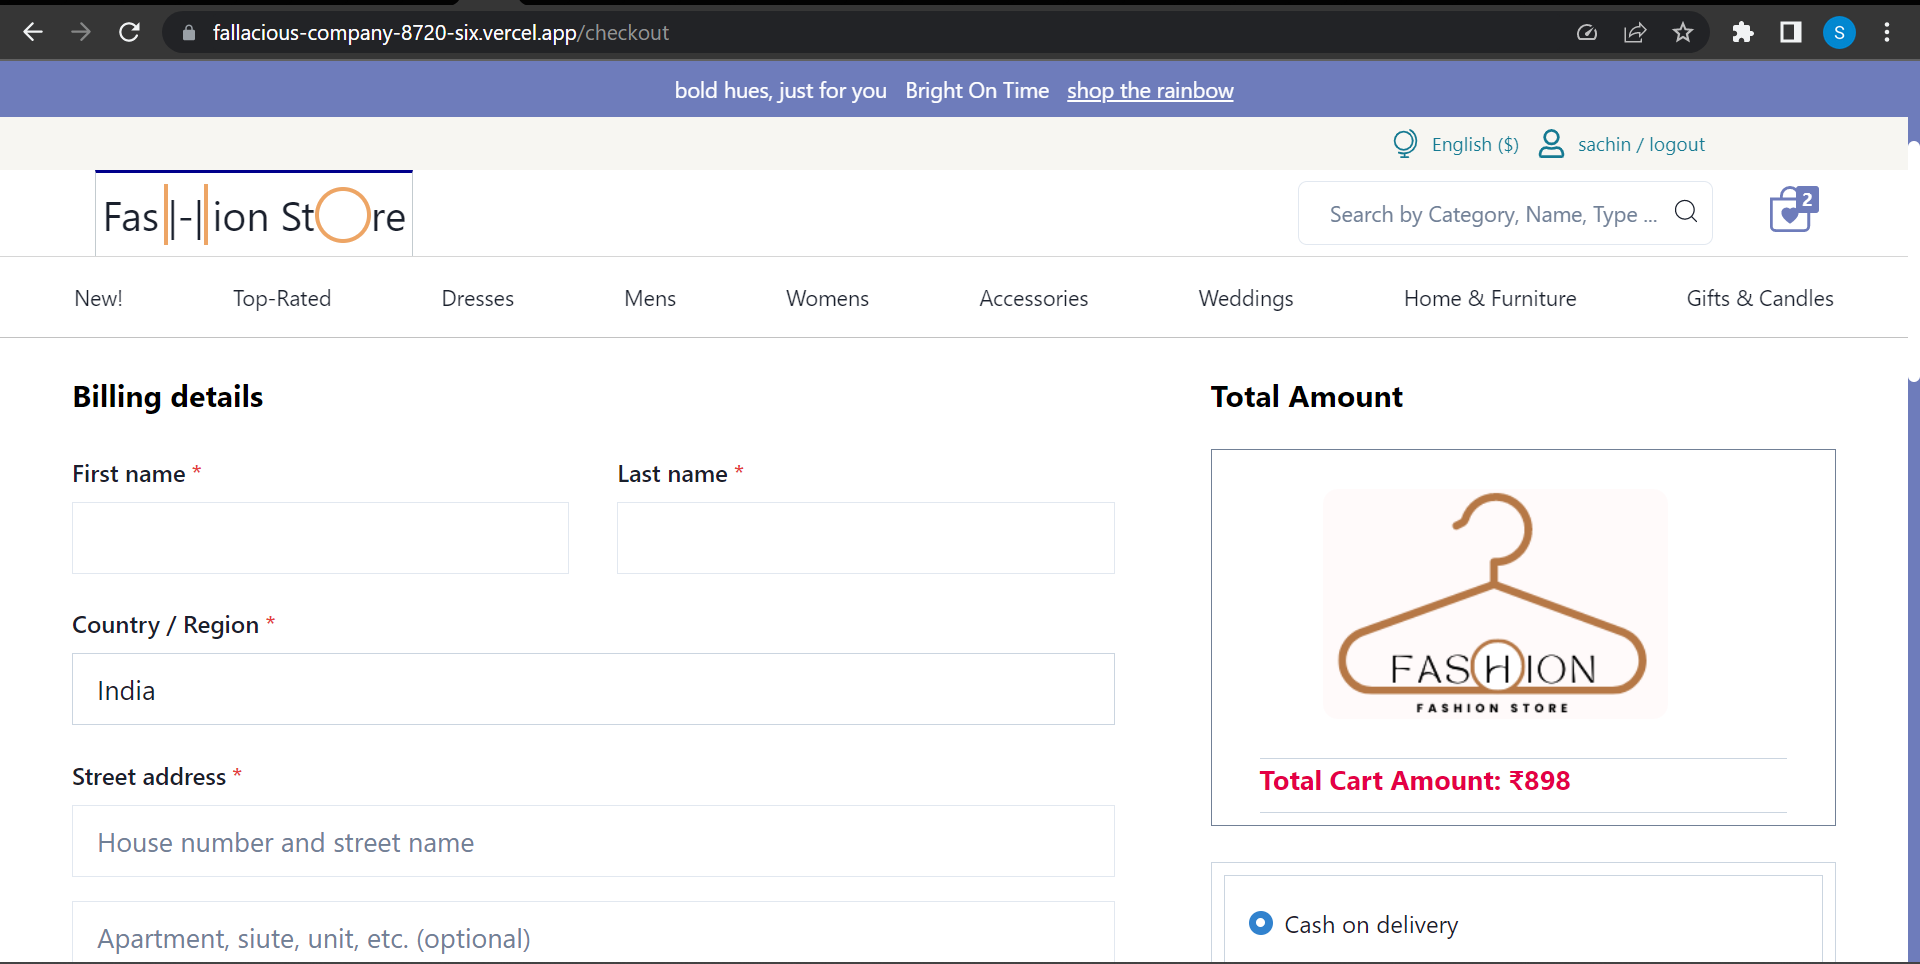 fallacious-company-8720-six.vercel.app/checkout
S
bold hues, just for you Bright On Time shop the rainbow
English ($) sachin / logout
Fas|-|ion StOre
Search by Category, Name, Type ...
2
New! Top-Rated Dresses Mens Womens Accessories Weddings Home & Furniture Gifts & Candles
Billing details
First name * Last name *
Country / Region *
India
Street address *
House number and street name
Apartment, siute, unit, etc. (optional)
Total Amount
FASHION
FASHION STORE
Total Cart Amount: ₹898
Cash on delivery